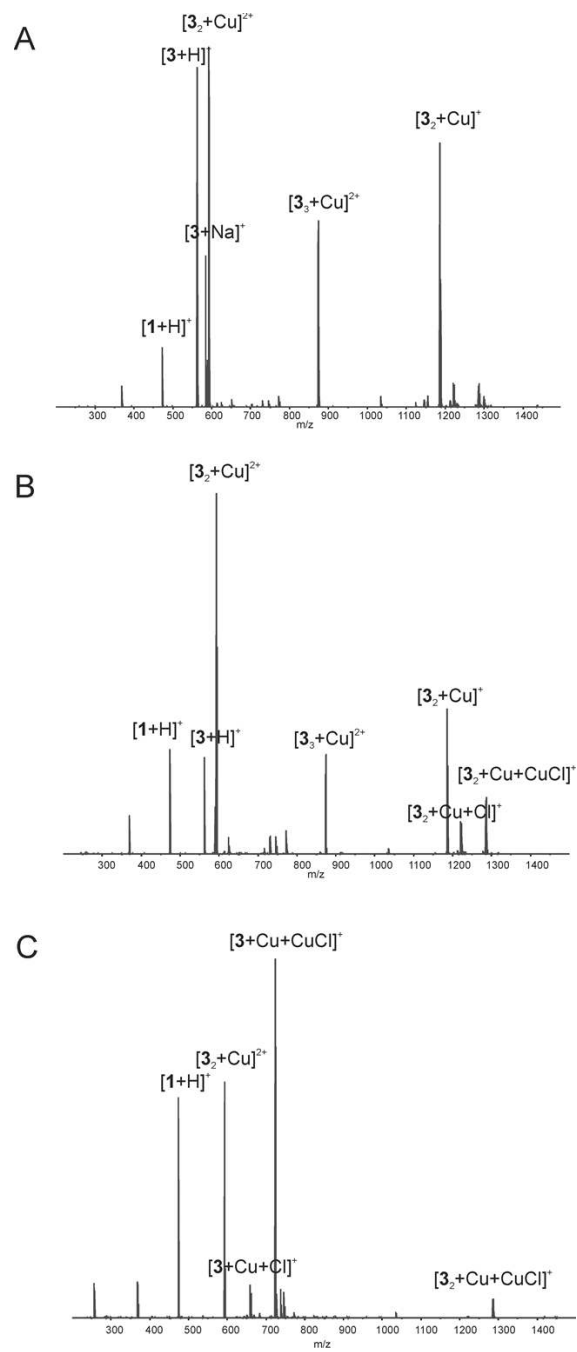 A
[3₂+Cu]²⁺
[3+H]⁺
[3₂+Cu]⁺
[3₃+Cu]²⁺
[3+Na]⁺
[1+H]⁺
300 400 500 600 700 800 900 1000 1100 1200 1300 1400
m/z
B
[3₂+Cu]²⁺
[3₂+Cu]⁺
[1+H]⁺
[3+H]⁺
[3₃+Cu]²⁺
[3₂+Cu+CuCl]⁺
[3₂+Cu+Cl]⁺
300 400 500 600 700 800 900 1000 1100 1200 1300 1400
m/z
C
[3+Cu+CuCl]⁺
[3₂+Cu]²⁺
[1+H]⁺
[3+Cu+Cl]⁺
[3₂+Cu+CuCl]⁺
300 400 500 600 700 800 900 1000 1100 1200 1300 1400
m/z